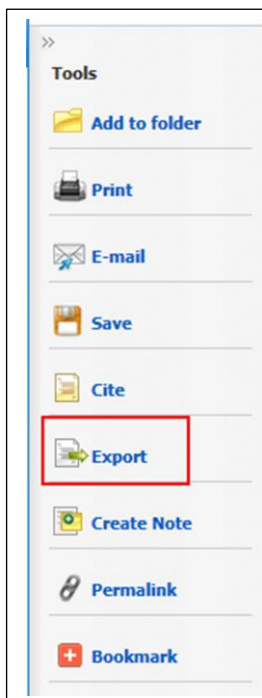 »
Tools
Add to folder
Print
E-mail
Save
Cite
Export
Create Note
Permalink
Bookmark